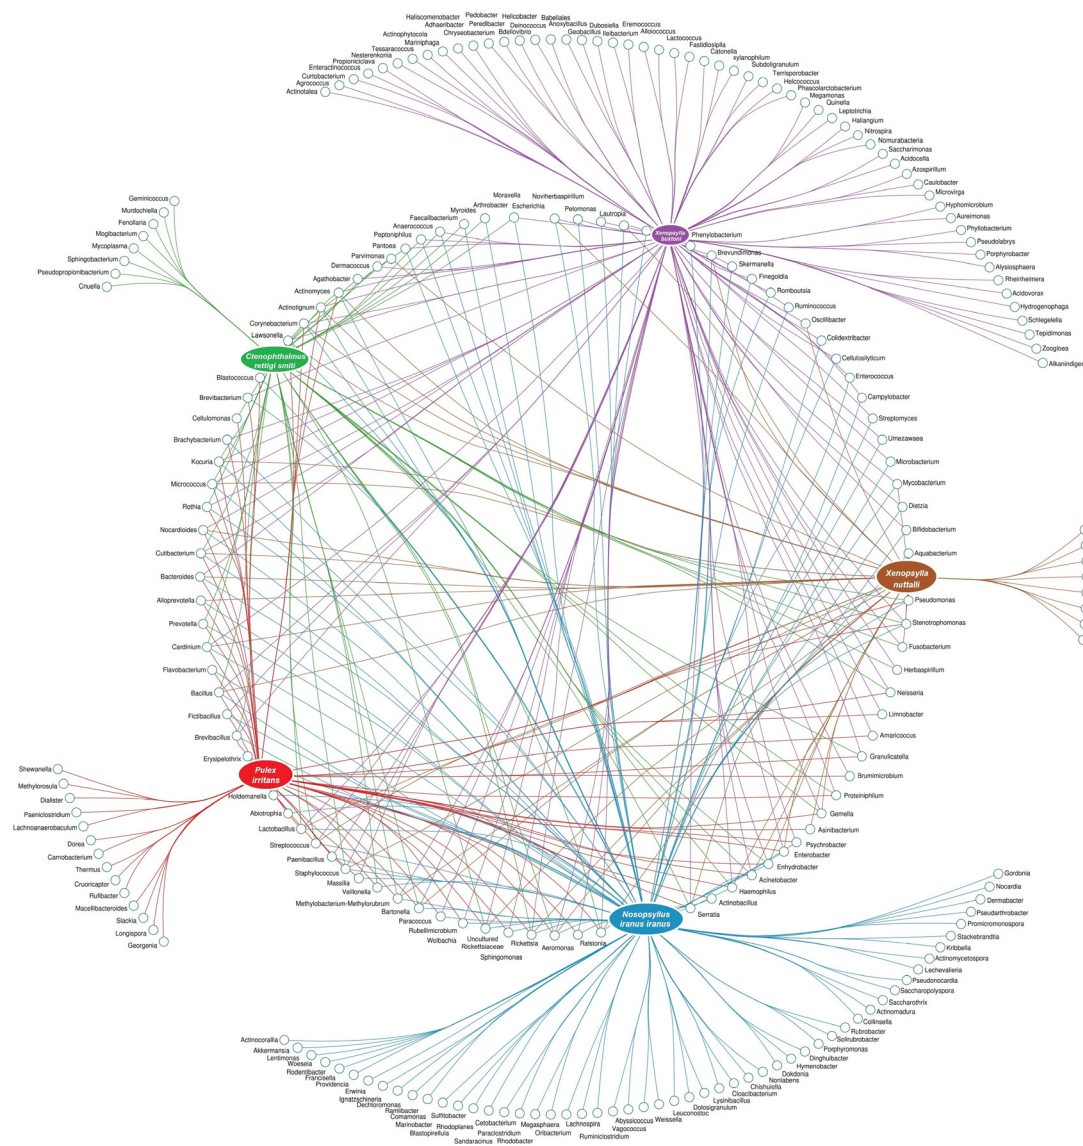 Haliscomenobacter
Pedobacter
Helicobacter
Babeliales
Eremococcus
Adhaeribacter
Peredibacter
Deinococcus
Anoxybacillus
Dubosiella
Alloiococcus
Actinophytocola
Chryseobacterium
Bdellovibrio
Geobacillus
Ileibacterium
Lactococcus
Mariniphaga
Tessaracoccus
Nesterenkonia
Propioniciclava
Enteractinococcus
Curtobacterium
Agrococcus
Actinotalea
Fastidiosipila
Catonella
xylanophilum
Subdoligranulum
Terrisporobacter
Helcococcus
Phascolarctobacterium
Megamonas
Quinella
Leptotrichia
Haliangium
Nitrospira
Nomurabacteria
Saccharimonas
Acidocella
Azospirillum
Caulobacter
Microvirga
Hyphomicrobium
Aureimonas
Phyllobacterium
Pseudolabrys
Porphyrobacter
Alysiosphaera
Rheinheimera
Acidovorax
Hydrogenophaga
Schlegelella
Tepidimonas
Zoogloea
Alkanindiges
Geminicoccus
Murdochiella
Fenollaria
Mogibacterium
Mycoplasma
Sphingobacterium
Pseudopropionibacterium
Cruella
Moraxella
Arthrobacter
Escherichia
Noviherbaspirillum
Pelomonas
Lautropia
Faecalibacterium
Myroides
Anaerococcus
Peptoniphilus
Pantoea
Parvimonas
Dermacoccus
Agathobacter
Actinomyces
Actinotignum
Corynebacterium
Lawsonella
Xenopsylla
buxtoni
Phenylobacterium
Brevundimonas
Skermanella
Finegoldia
Romboutsia
Ruminococcus
Oscillibacter
Colidextribacter
Cellulosilyticum
Enterococcus
Campylobacter
Streptomyces
Umezawaea
Microbacterium
Mycobacterium
Dietzia
Bifidobacterium
Aquabacterium
Ctenophthalmus
rettigi smiti
Blastococcus
Brevibacterium
Cellulomonas
Brachybacterium
Kocuria
Micrococcus
Rothia
Nocardioides
Cutibacterium
Bacteroides
Alloprevotella
Prevotella
Cardinium
Flavobacterium
Bacillus
Fictibacillus
Brevibacillus
Erysipelothrix
Xenopsylla
nuttalli
Pseudomonas
Stenotrophomonas
Fusobacterium
Herbaspirillum
Neisseria
Limnobacter
Amaricoccus
Granulicatella
Brumimicrobium
Proteiniphilum
Gemella
Asinibacterium
Psychrobacter
Enterobacter
Enhydrobacter
Acinetobacter
Haemophilus
Actinobacillus
Serratia
Pulex
irritans
Shewanella
Methylorosula
Dialister
Paeniclostridium
Lachnoanaerobaculum
Dorea
Carnobacterium
Thermus
Cruoricaptor
Rufibacter
Macellibacteroides
Slackia
Longispora
Georgenia
Holdemanella
Abiotrophia
Lactobacillus
Streptococcus
Paenibacillus
Staphylococcus
Massilia
Veillonella
Methylobacterium-Methylorubrum
Bartonella
Paracoccus
Rubellimicrobium
Wolbachia
Uncultured
Rickettsiaceae
Sphingomonas
Rickettsia
Aeromonas
Ralstonia
Nosopsyllus
iranus iranus
Gordonia
Nocardia
Dermabacter
Pseudarthrobacter
Promicromonospora
Stackebrandtia
Kribbella
Actinomycetospora
Lechevalieria
Pseudonocardia
Saccharopolyspora
Saccharothrix
Actinomadura
Collinsella
Rubrobacter
Solirubrobacter
Porphyromonas
Dinghuibacter
Hymenobacter
Dokdonia
Nonlabens
Chishuiella
Cloacibacterium
Lysinibacillus
Dolosigranulum
Leuconostoc
Weissella
Abyssicoccus
Vagococcus
Ruminiclostridium
Lachnospira
Oribacterium
Megasphaera
Rhodobacter
Cetobacterium
Paraclostridium
Sandaracinus
Sulfitobacter
Rhodoplanes
Blastopirellula
Ramlibacter
Comamonas
Marinobacter
Dechloromonas
Erwinia
Ignatzschineria
Providencia
Francisella
Rodentibacter
Woeseia
Lentimonas
Akkermansia
Actinocorallia